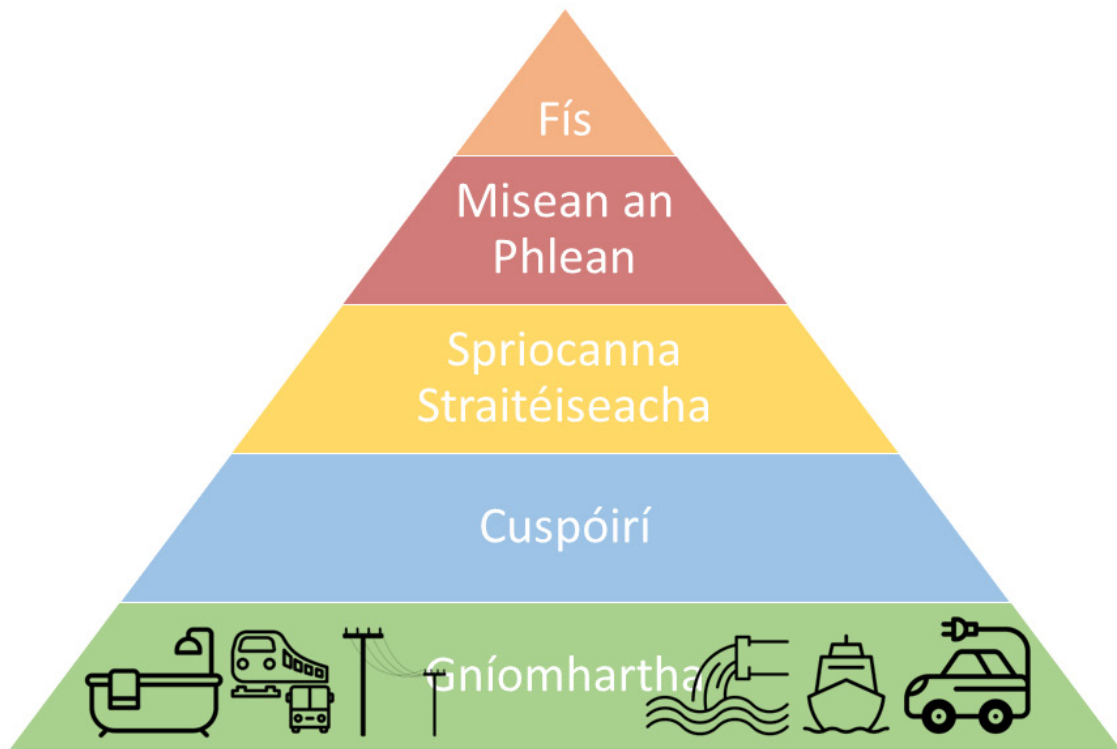 Fís
Misean an
Phlean
Spriocanna
Straitéiseacha
Cuspóirí
Gníomhartha